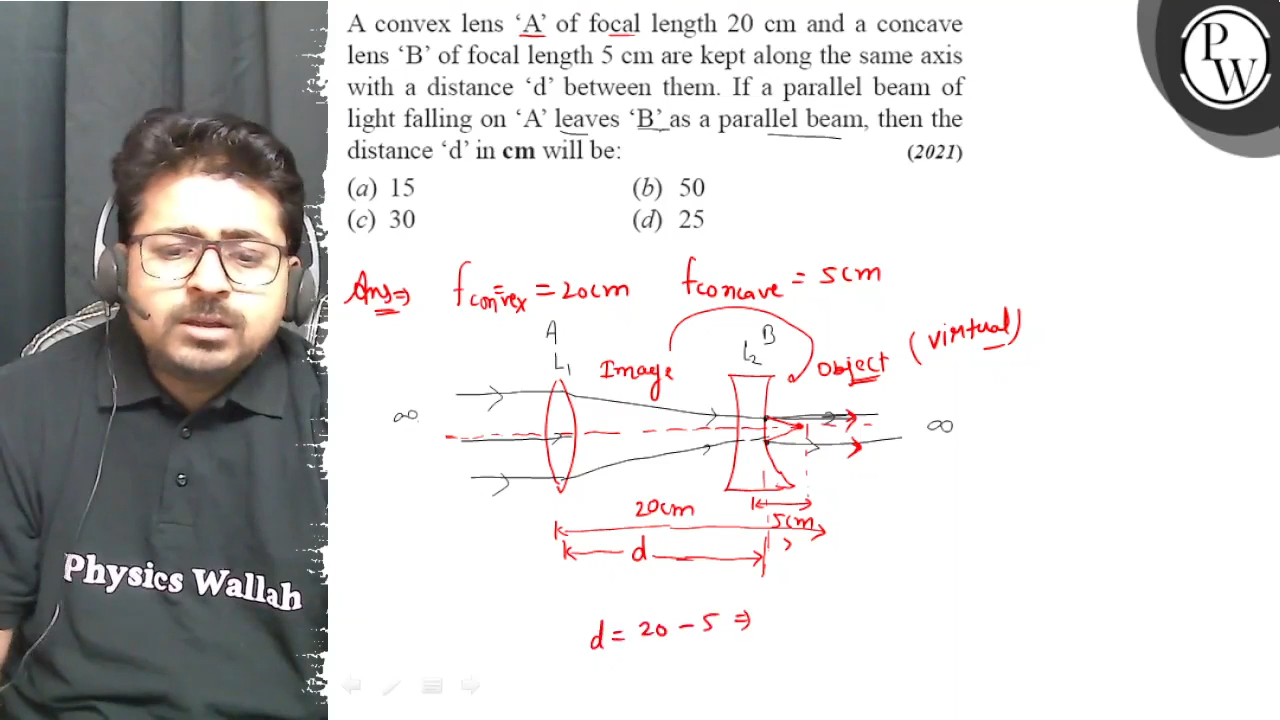 A convex lens ‘A’ of focal length 20 cm and a concave
lens ‘B’ of focal length 5 cm are kept along the same axis
with a distance ‘d’ between them. If a parallel beam of
light falling on ‘A’ leaves ‘B’ as a parallel beam, then the
distance ‘d’ in cm will be: (2021)
(a) 15 (b) 50
(c) 30 (d) 25
PW
Ans⇒ fconvex = 20cm fconcave = 5cm
A B (virtual)
L₁ Image L₂ Object
∞ ∞
20cm
5cm
d
d = 20 - 5 ⇒
Physics Wallah